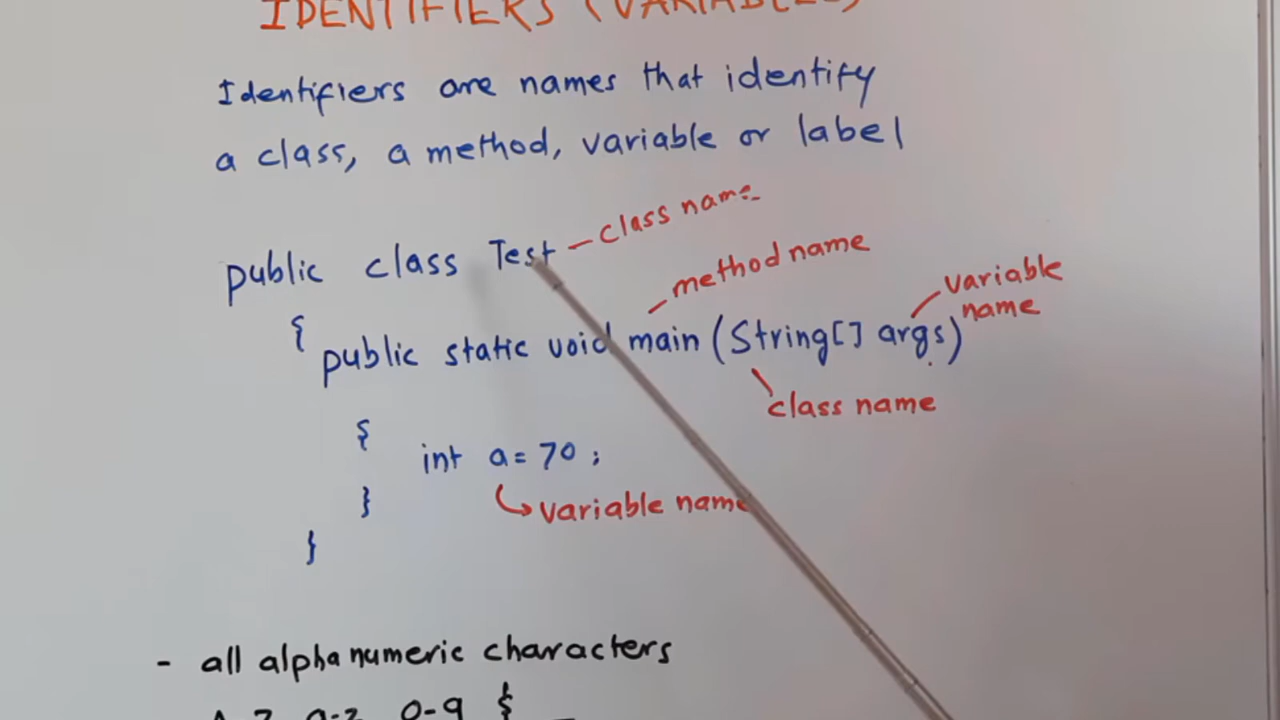 IDENTIFIERS (VARIABLES)
Identifiers are names that identify
a class, a method, variable or label
public class Test – class name
method name
variable name
{
public static void main (String[] args)
class name
{
int a = 70 ;
variable name
}
}
- all alphanumeric characters
A-Z a-z 0-9 $ _